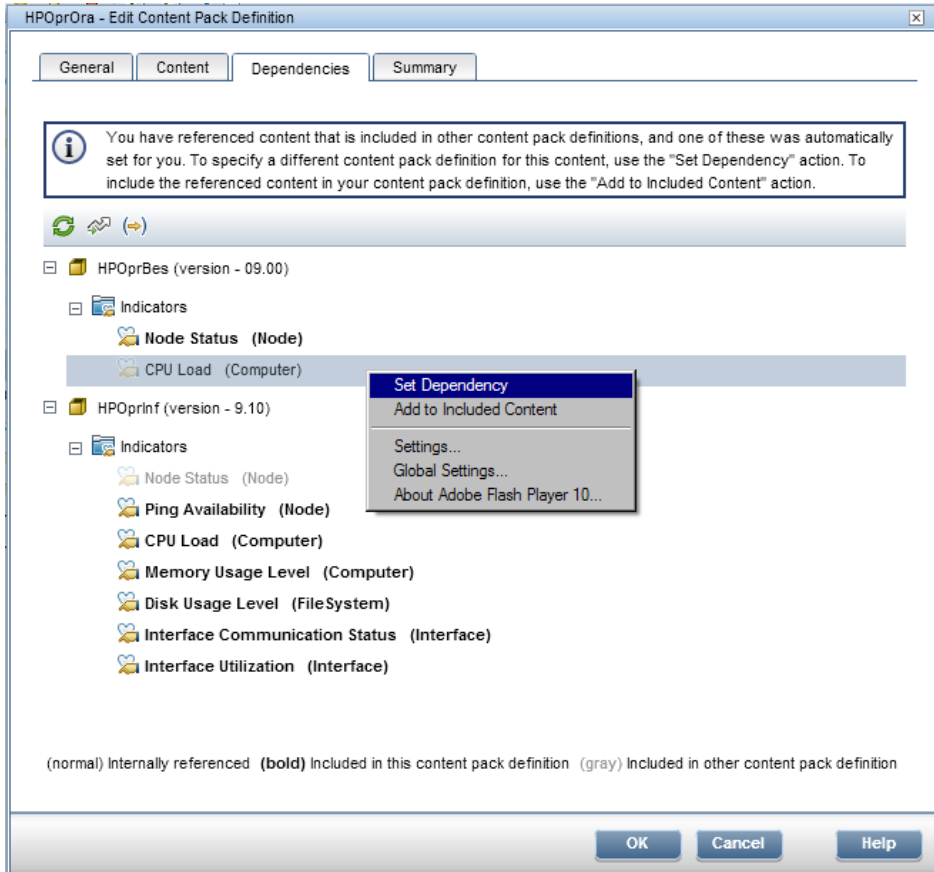 HPOprOra - Edit Content Pack Definition
General Content Dependencies Summary
You have referenced content that is included in other content pack definitions, and one of these was automatically
set for you. To specify a different content pack definition for this content, use the "Set Dependency" action. To
include the referenced content in your content pack definition, use the "Add to Included Content" action.
HPOprBes (version - 09.00)
Indicators
Node Status (Node)
CPU Load (Computer)
Set Dependency
Add to Included Content
Settings...
Global Settings...
About Adobe Flash Player 10...
HPOprInf (version - 9.10)
Indicators
Node Status (Node)
Ping Availability (Node)
CPU Load (Computer)
Memory Usage Level (Computer)
Disk Usage Level (FileSystem)
Interface Communication Status (Interface)
Interface Utilization (Interface)
(normal) Internally referenced (bold) Included in this content pack definition (gray) Included in other content pack definition
OK Cancel Help